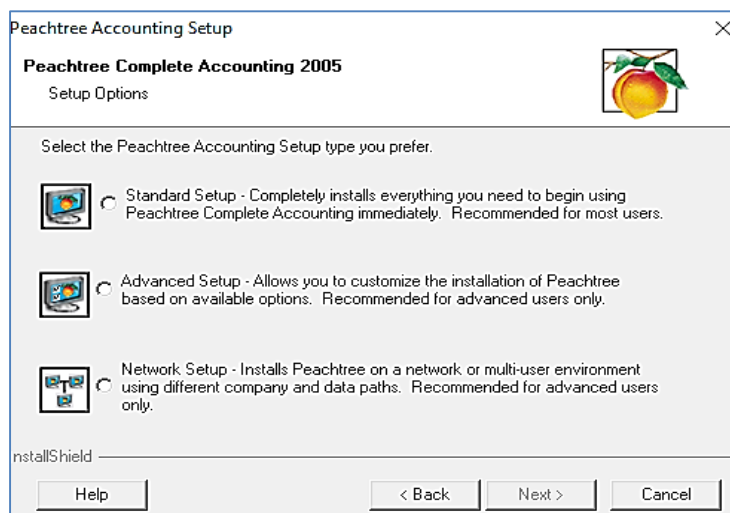 Peachtree Accounting Setup
Peachtree Complete Accounting 2005
Setup Options
Select the Peachtree Accounting Setup type you prefer.
Standard Setup - Completely installs everything you need to begin using
Peachtree Complete Accounting immediately.  Recommended for most users.
Advanced Setup - Allows you to customize the installation of Peachtree
based on available options.  Recommended for advanced users only.
Network Setup - Installs Peachtree on a network or multi-user environment
using different company and data paths.  Recommended for advanced users
only.
nstallShield
Help
< Back
Next >
Cancel